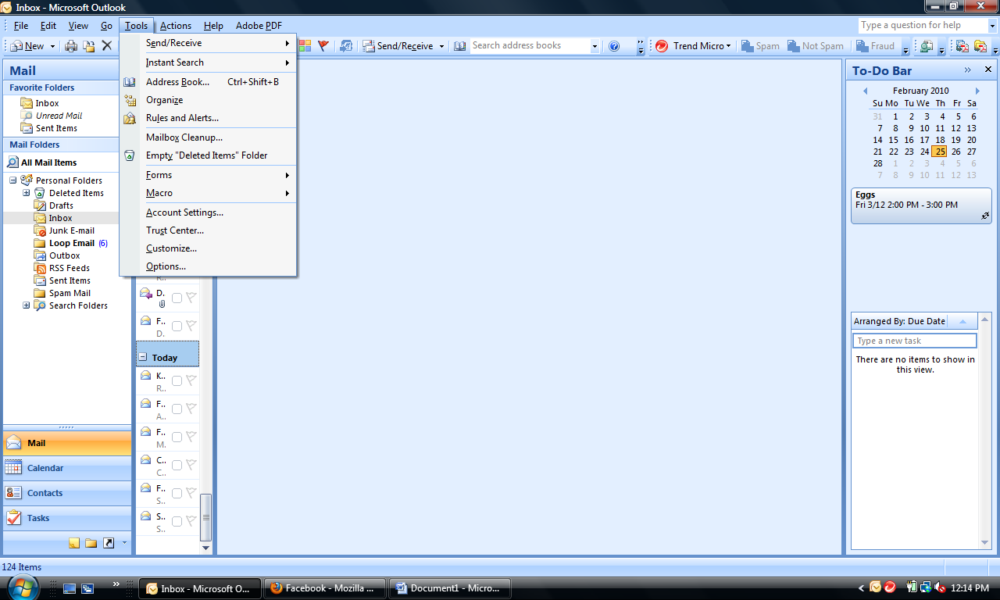 Inbox - Microsoft Outlook
File Edit View Go Tools Actions Help Adobe PDF
Type a question for help
New Send/Receive Search address books Trend Micro Spam Not Spam Fraud
Mail
Favorite Folders
Inbox
Unread Mail
Sent Items
Mail Folders
All Mail Items
Personal Folders
Deleted Items
Drafts
Inbox
Junk E-mail
Loop Email (6)
Outbox
RSS Feeds
Sent Items
Spam Mail
Search Folders
Mail
Calendar
Contacts
Tasks
Send/Receive
Instant Search
Address Book... Ctrl+Shift+B
Organize
Rules and Alerts...
Mailbox Cleanup...
Empty "Deleted Items" Folder
Forms
Macro
Account Settings...
Trust Center...
Customize...
Options...
R..
D.
F..
D.
Today
K..
R..
F..
A..
F..
M.
C..
C..
F..
S..
S..
S..
To-Do Bar
February 2010
Su Mo Tu We Th Fr Sa
31 1 2 3 4 5 6
7 8 9 10 11 12 13
14 15 16 17 18 19 20
21 22 23 24 25 26 27
28 1 2 3 4 5 6
7 8 9 10 11 12 13
Eggs
Fri 3/12 2:00 PM - 3:00 PM
Arranged By: Due Date
Type a new task
There are no items to show in
this view.
124 Items
Inbox - Microsoft O... Facebook - Mozilla ... Document1 - Micro... 12:14 PM